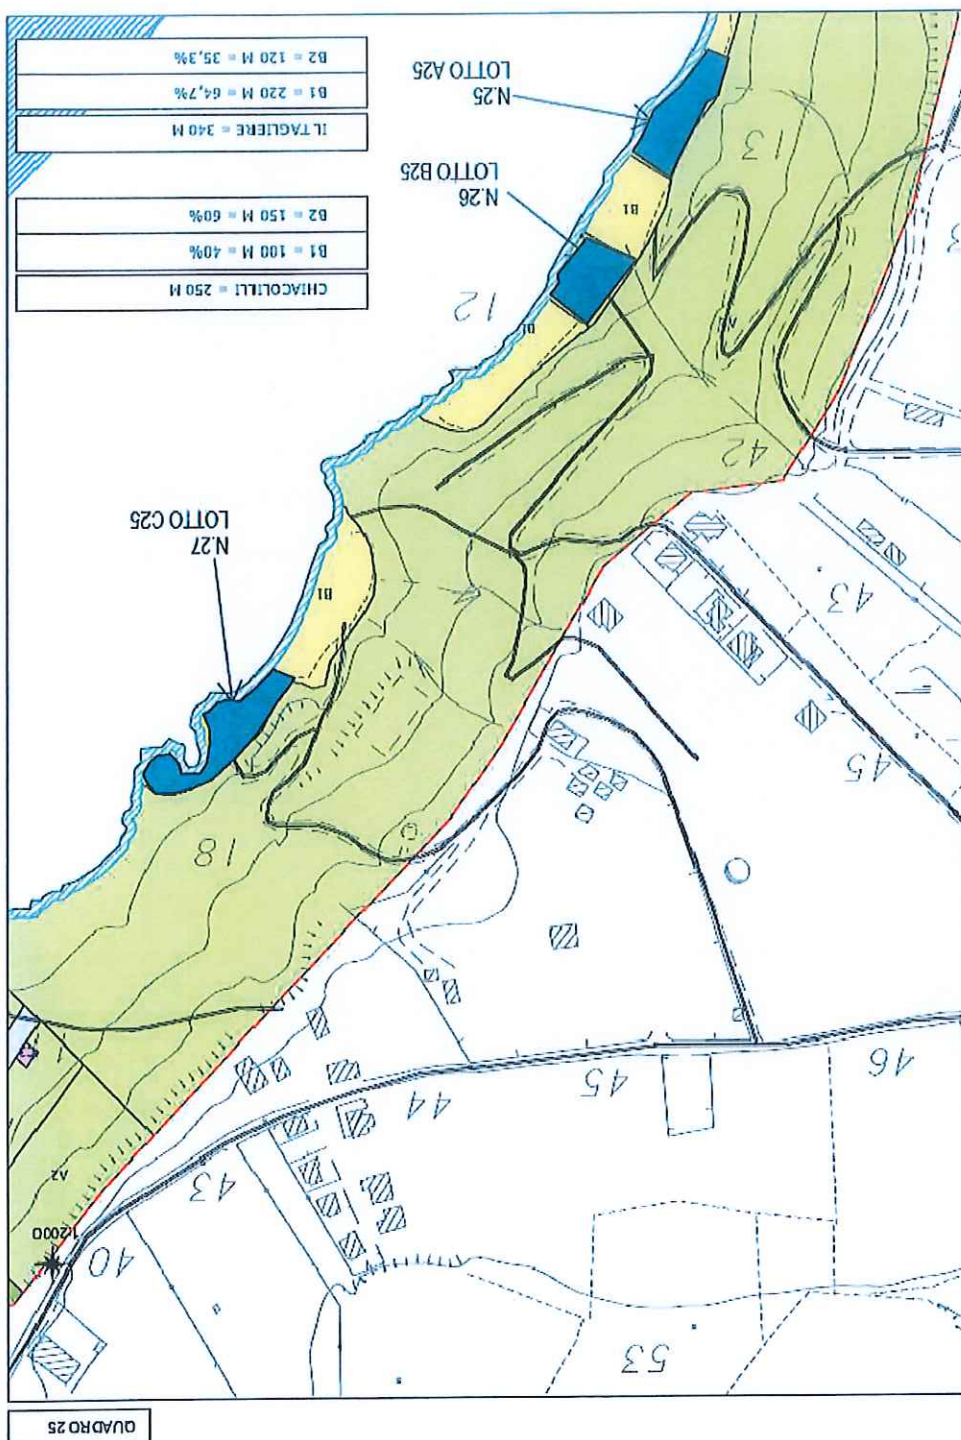 QUADRO 25
53
40
1:2000
43
44
45
46
A2
18
45
43
N.27
LOTTO C25
B1
42
12
B1
CHIACOLILLI = 250 M
B1 = 100 M = 40%
B2 = 150 M = 60%
N.26
LOTTO B25
B1
13
N.25
LOTTO A25
IL TAGLIERE = 340 M
B1 = 220 M = 64,7%
B2 = 120 M = 35,3%